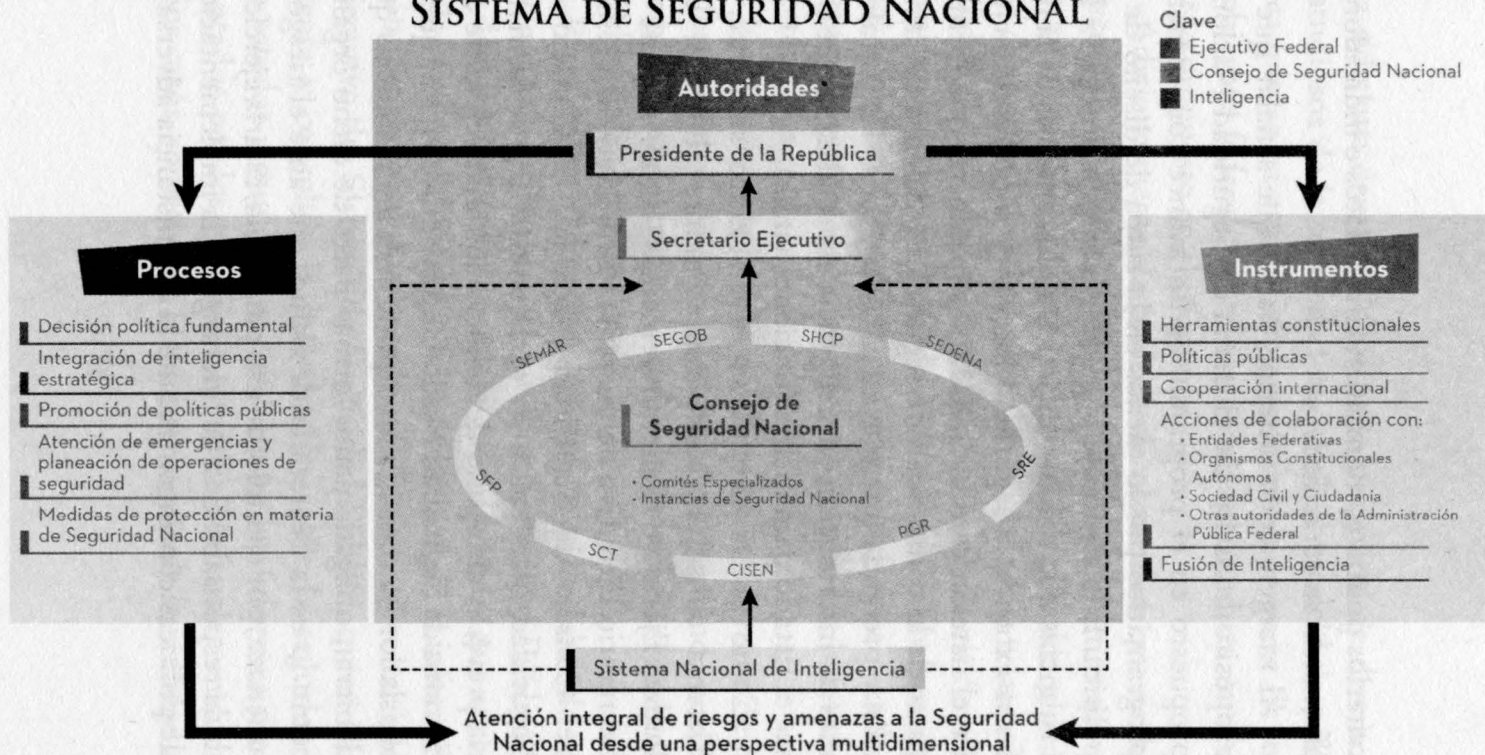 SISTEMA DE SEGURIDAD NACIONAL
Clave
Ejecutivo Federal
Consejo de Seguridad Nacional
Inteligencia
Autoridades
Presidente de la República
Secretario Ejecutivo
Procesos
Decisión política fundamental
Integración de inteligencia
estratégica
Promoción de políticas públicas
Atención de emergencias y
planeación de operaciones de
seguridad
Medidas de protección en materia
de Seguridad Nacional
SEMAR
SEGOB
SHCP
SEDENA
SRE
PGR
CISEN
SCT
SFP
Consejo de
Seguridad Nacional
• Comités Especializados
• Instancias de Seguridad Nacional
Instrumentos
Herramientas constitucionales
Políticas públicas
Cooperación internacional
Acciones de colaboración con:
• Entidades Federativas
• Organismos Constitucionales
Autónomos
• Sociedad Civil y Ciudadanía
• Otras autoridades de la Administración
Pública Federal
Fusión de Inteligencia
Sistema Nacional de Inteligencia
Atención integral de riesgos y amenazas a la Seguridad
Nacional desde una perspectiva multidimensional